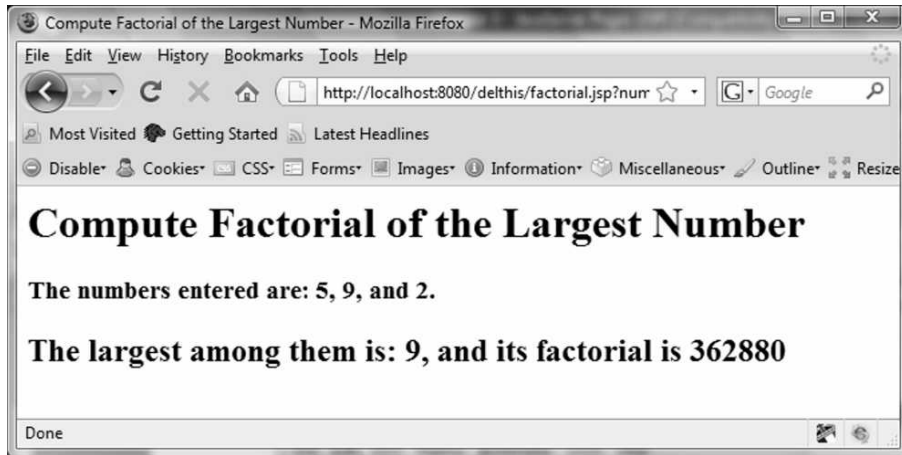 Compute Factorial of the Largest Number - Mozilla Firefox
File Edit View History Bookmarks Tools Help
http://localhost:8080/delthis/factorial.jsp?num G Google
Most Visited Getting Started Latest Headlines
Disable Cookies CSS Forms Images Information Miscellaneous Outline Resize
Compute Factorial of the Largest Number
The numbers entered are: 5, 9, and 2.
The largest among them is: 9, and its factorial is 362880
Done